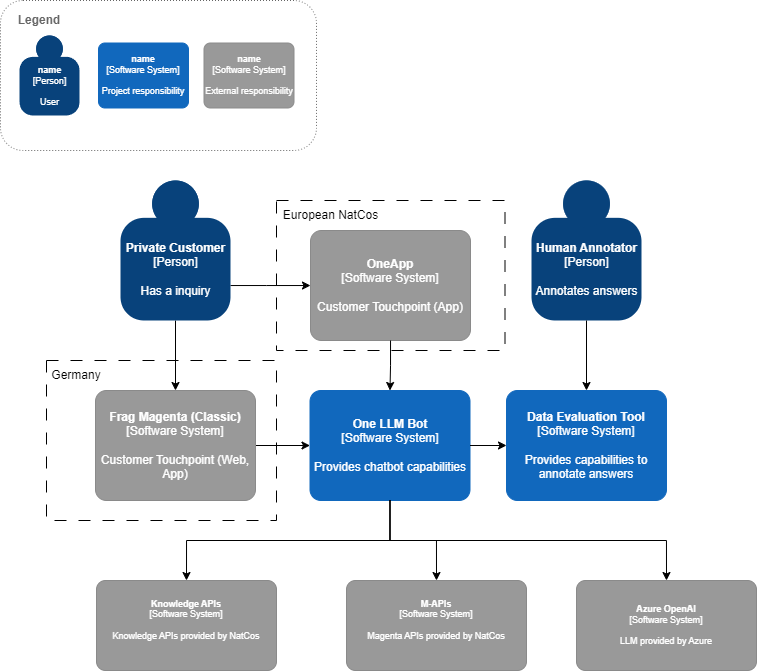 Legend
name
[Person]
User
name
[Software System]
Project responsibility
name
[Software System]
External responsibility
Private Customer
[Person]
Has a inquiry
European NatCos
OneApp
[Software System]
Customer Touchpoint (App)
Human Annotator
[Person]
Annotates answers
Germany
Frag Magenta (Classic)
[Software System]
Customer Touchpoint (Web,
App)
One LLM Bot
[Software System]
Provides chatbot capabilities
Data Evaluation Tool
[Software System]
Provides capabilities to
annotate answers
Knowledge APIs
[Software System]
Knowledge APIs provided by NatCos
M-APIs
[Software System]
Magenta APIs provided by NatCos
Azure OpenAI
[Software System]
LLM provided by Azure